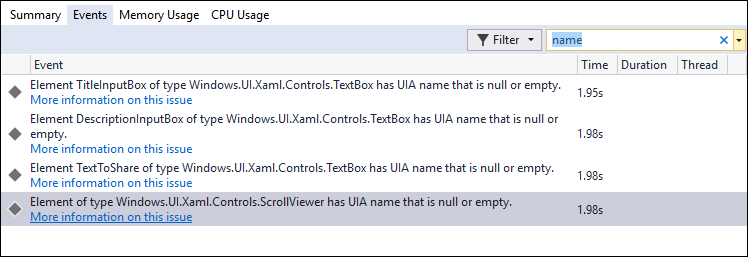 Summary Events Memory Usage CPU Usage
Filter name
Event Time Duration Thread
Element TitleInputBox of type Windows.UI.Xaml.Controls.TextBox has UIA name that is null or empty. 1.95s
More information on this issue
Element DescriptionInputBox of type Windows.UI.Xaml.Controls.TextBox has UIA name that is null or
empty. 1.98s
More information on this issue
Element TextToShare of type Windows.UI.Xaml.Controls.TextBox has UIA name that is null or empty. 1.98s
More information on this issue
Element of type Windows.UI.Xaml.Controls.ScrollViewer has UIA name that is null or empty. 1.98s
More information on this issue